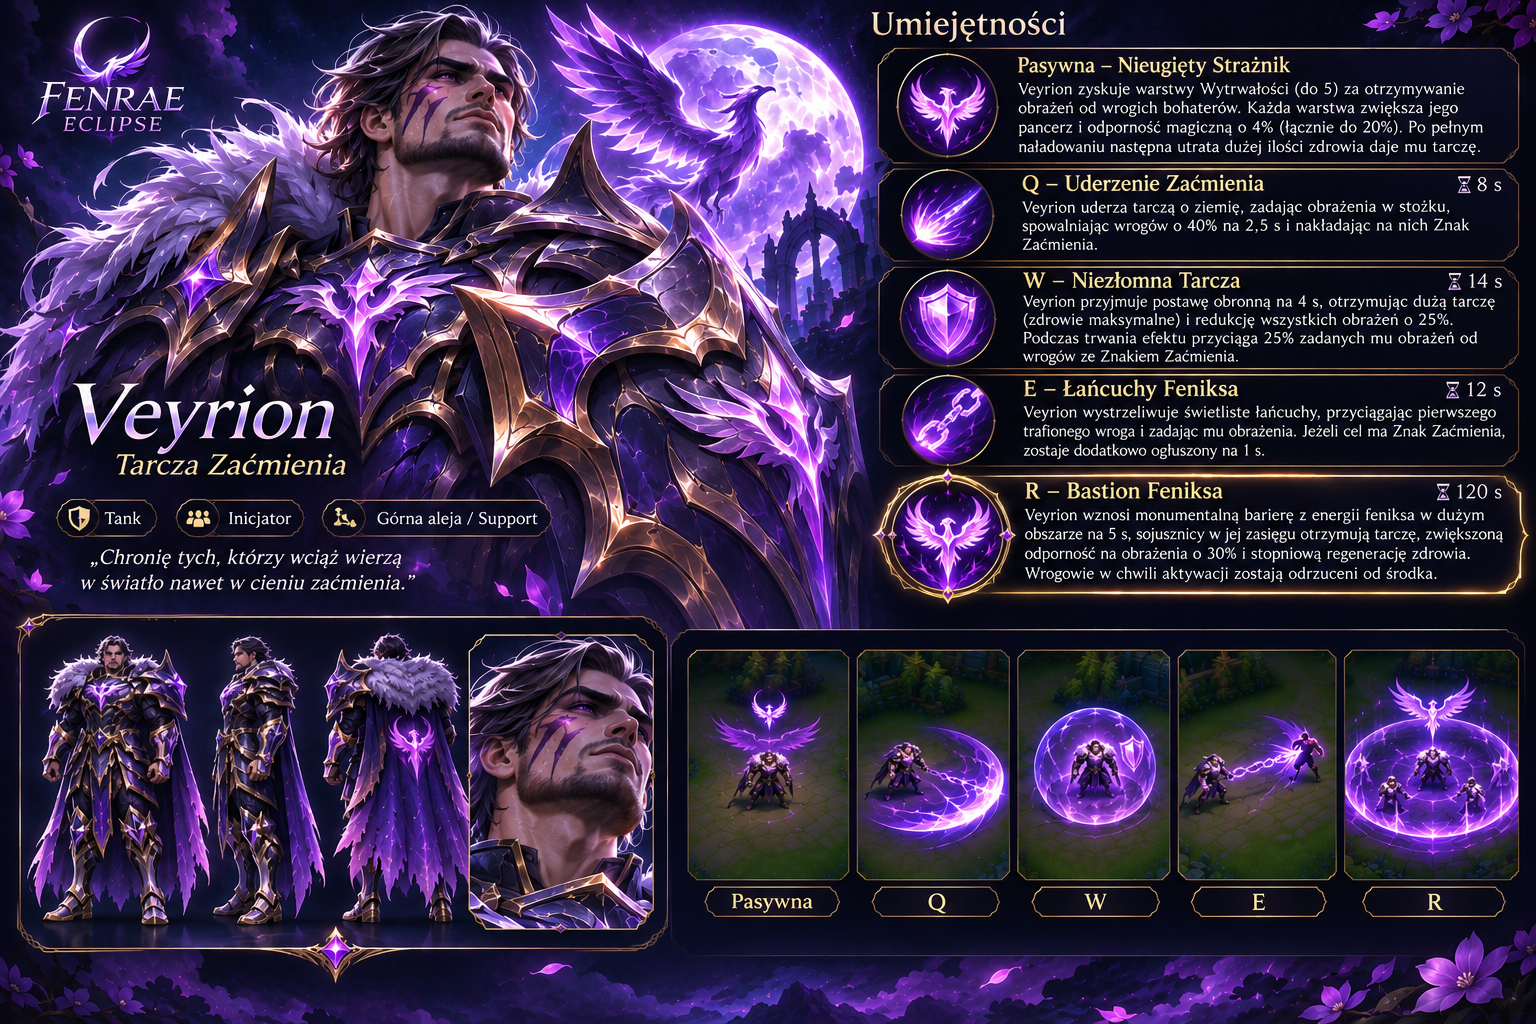 FENRAE
ECLIPSE
Veyrion
Tarcza Zaćmienia
Tank
Inicjator
Górna aleja / Support
„Chronię tych, którzy wciąż wierzą
w światło nawet w cieniu zaćmienia.”
Umiejętności
Pasywna – Nieugięty Strażnik
Veyrion zyskuje warstwy Wytrwałości (do 5) za otrzymywanie
obrażeń od wrogich bohaterów. Każda warstwa zwiększa jego
pancerz i odporność magiczną o 4% (łącznie do 20%). Po pełnym
naładowaniu następna utrata dużej ilości zdrowia daje mu tarczę.
Q – Uderzenie Zaćmienia
8 s
Veyrion uderza tarczą o ziemię, zadając obrażenia w stożku,
spowalniając wrogów o 40% na 2,5 s i nakładając na nich Znak
Zaćmienia.
W – Niezłomna Tarcza
14 s
Veyrion przyjmuje postawę obronną na 4 s, otrzymując dużą tarczę
(zdrowie maksymalne) i redukcję wszystkich obrażeń o 25%.
Podczas trwania efektu przyciąga 25% zadanych mu obrażeń od
wrogów ze Znakiem Zaćmienia.
E – Łańcuchy Feniksa
12 s
Veyrion wystrzeliwuje świetliste łańcuchy, przyciągając pierwszego
trafionego wroga i zadając mu obrażenia. Jeżeli cel ma Znak Zaćmienia,
zostaje dodatkowo ogłuszony na 1 s.
R – Bastion Feniksa
120 s
Veyrion wznosi monumentalną barierę z energii feniksa w dużym
obszarze na 5 s, sojusznicy w jej zasięgu otrzymują tarczę, zwiększoną
odporność na obrażenia o 30% i stopniową regenerację zdrowia.
Wrogowie w chwili aktywacji zostają odrzuceni od środka.
Pasywna
Q
W
E
R